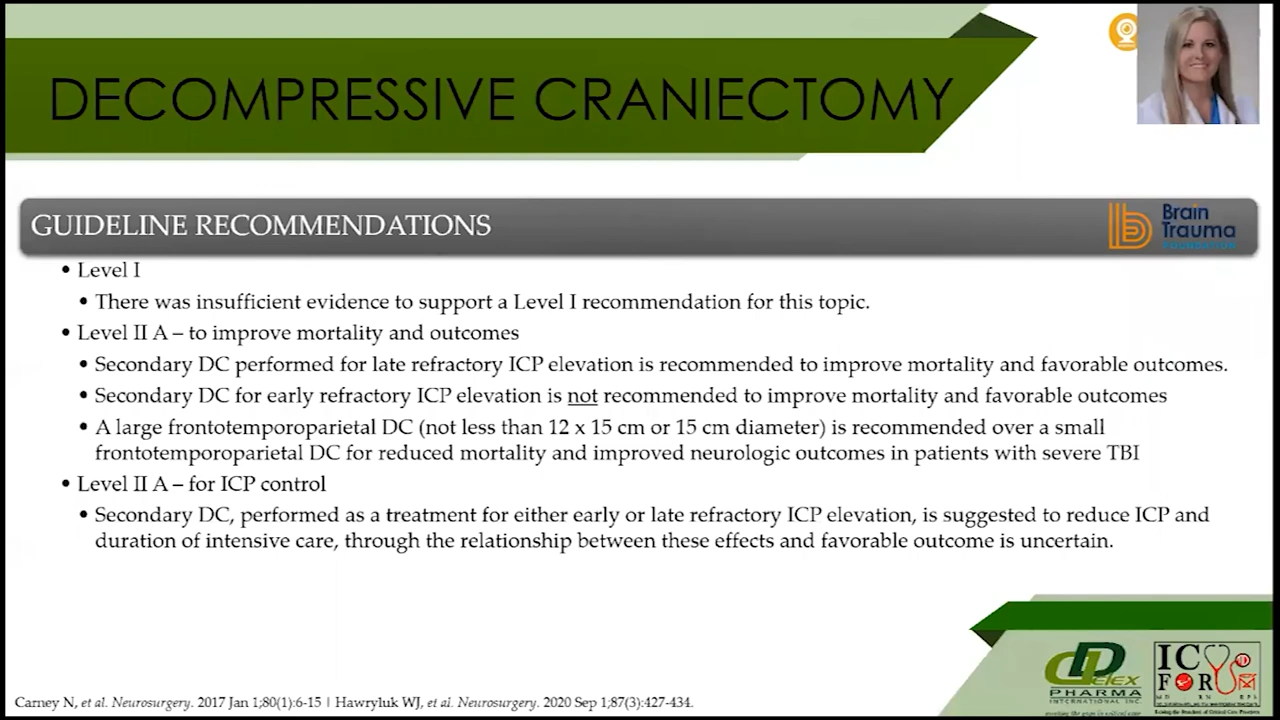 DECOMPRESSIVE CRANIECTOMY
GUIDELINE RECOMMENDATIONS
Brain
Trauma
• Level I
• There was insufficient evidence to support a Level I recommendation for this topic.
• Level II A – to improve mortality and outcomes
• Secondary DC performed for late refractory ICP elevation is recommended to improve mortality and favorable outcomes.
• Secondary DC for early refractory ICP elevation is not recommended to improve mortality and favorable outcomes
• A large frontotemporoparietal DC (not less than 12 x 15 cm or 15 cm diameter) is recommended over a small
frontotemporoparietal DC for reduced mortality and improved neurologic outcomes in patients with severe TBI
• Level II A – for ICP control
• Secondary DC, performed as a treatment for either early or late refractory ICP elevation, is suggested to reduce ICP and
duration of intensive care, through the relationship between these effects and favorable outcome is uncertain.
PHARMA
INTERNATIONAL INC.
Carney N, et al. Neurosurgery. 2017 Jan 1;80(1):6-15 | Hawryluk WJ, et al. Neurosurgery. 2020 Sep 1;87(3):427-434.